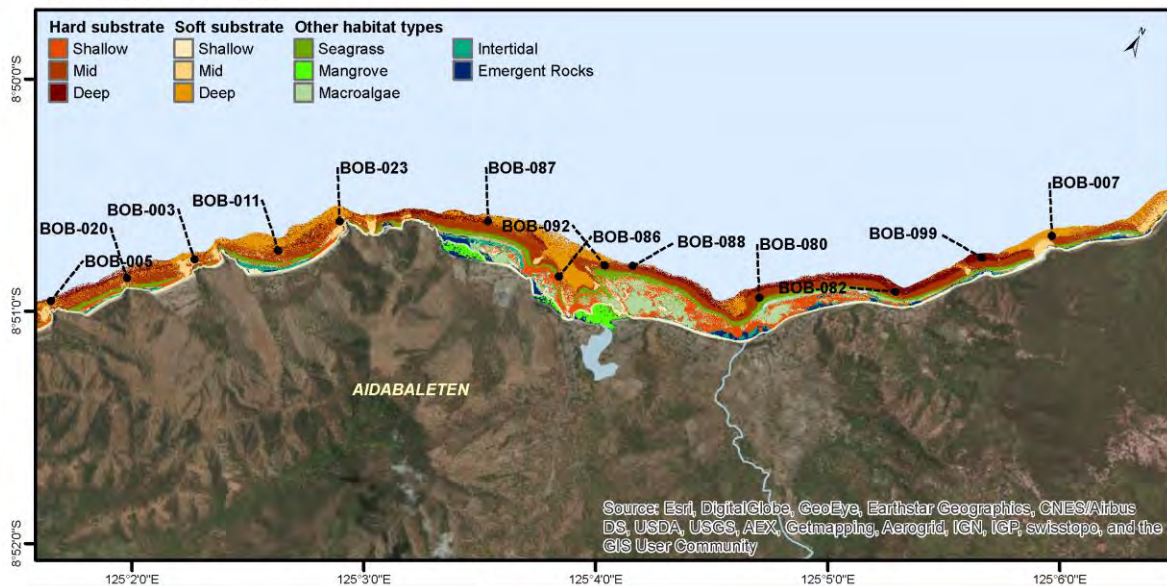 Hard substrate
Shallow
Mid
Deep
Soft substrate
Shallow
Mid
Deep
Other habitat types
Seagrass
Mangrove
Macroalgae
Intertidal
Emergent Rocks
N
8°50'0"S
8°51'0"S
8°52'0"S
BOB-005
BOB-020
BOB-003
BOB-011
BOB-023
BOB-087
BOB-092
BOB-086
BOB-088
BOB-080
BOB-082
BOB-099
BOB-007
AIDABALETEN
Source: Esri, DigitalGlobe, GeoEye, Earthstar Geographics, CNES/Airbus
DS, USDA, USGS, AEX, Getmapping, Aerogrid, IGN, IGP, swisstopo, and the
GIS User Community
125°2'0"E
125°3'0"E
125°4'0"E
125°5'0"E
125°6'0"E